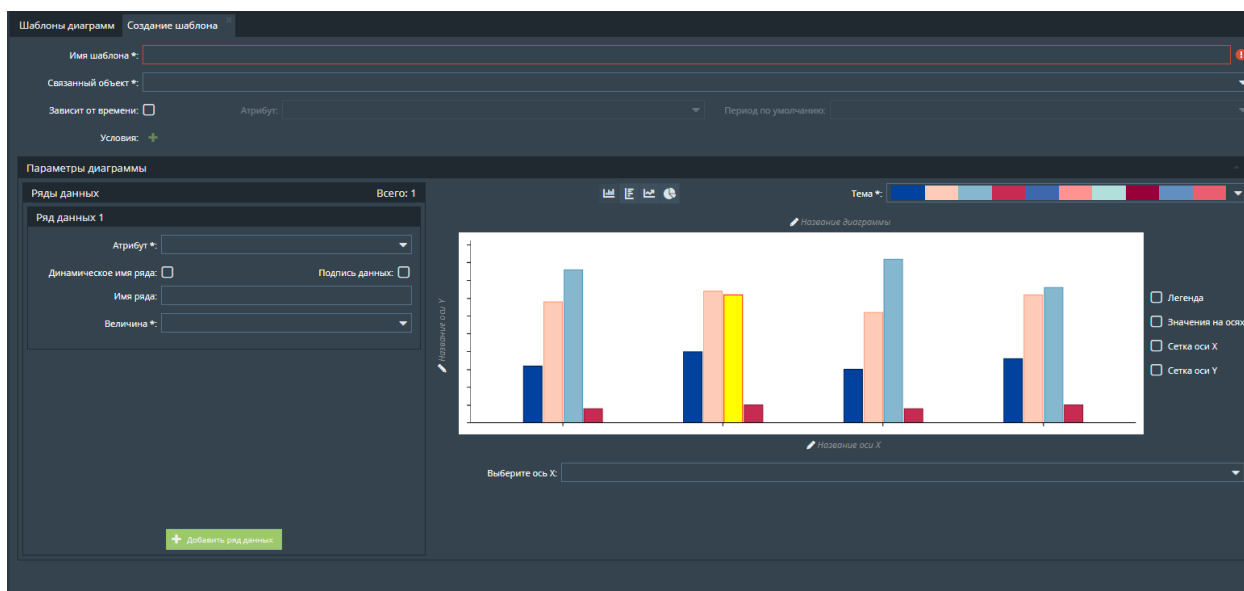 Шаблоны диаграмм Создание шаблона
Имя шаблона *:
Связанный объект *:
Зависит от времени: Атрибут: Период по умолчанию:
Условия:
Параметры диаграммы
Ряды данных Всего: 1
Тема *:
Ряд данных 1
Название диаграммы
Атрибут *:
Динамическое имя ряда: Подпись данных:
Имя ряда:
Величина *:
Название оси Y
Легенда
Значения на осях
Сетка оси X
Сетка оси Y
Название оси X
Выберите ось X:
Добавить ряд данных